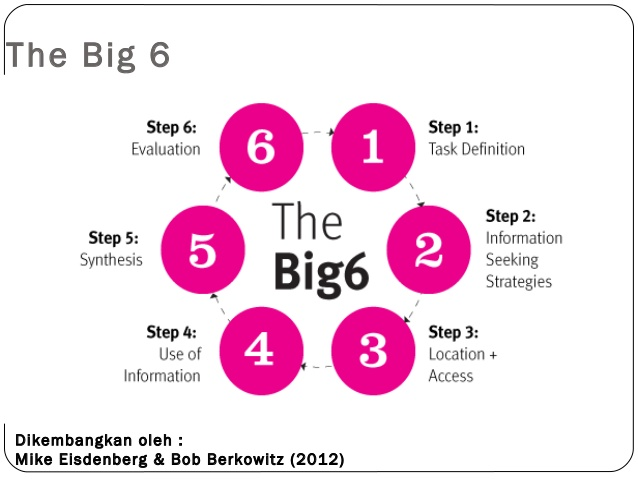 The Big 6
6
1
Step 6:
Evaluation
Step 1:
Task Definition
5
The
Big6
2
Step 5:
Synthesis
Step 2:
Information
Seeking
Strategies
4
3
Step 4:
Use of
Information
Step 3:
Location +
Access
Dikembangkan oleh :
Mike Eisdenberg & Bob Berkowitz (2012)